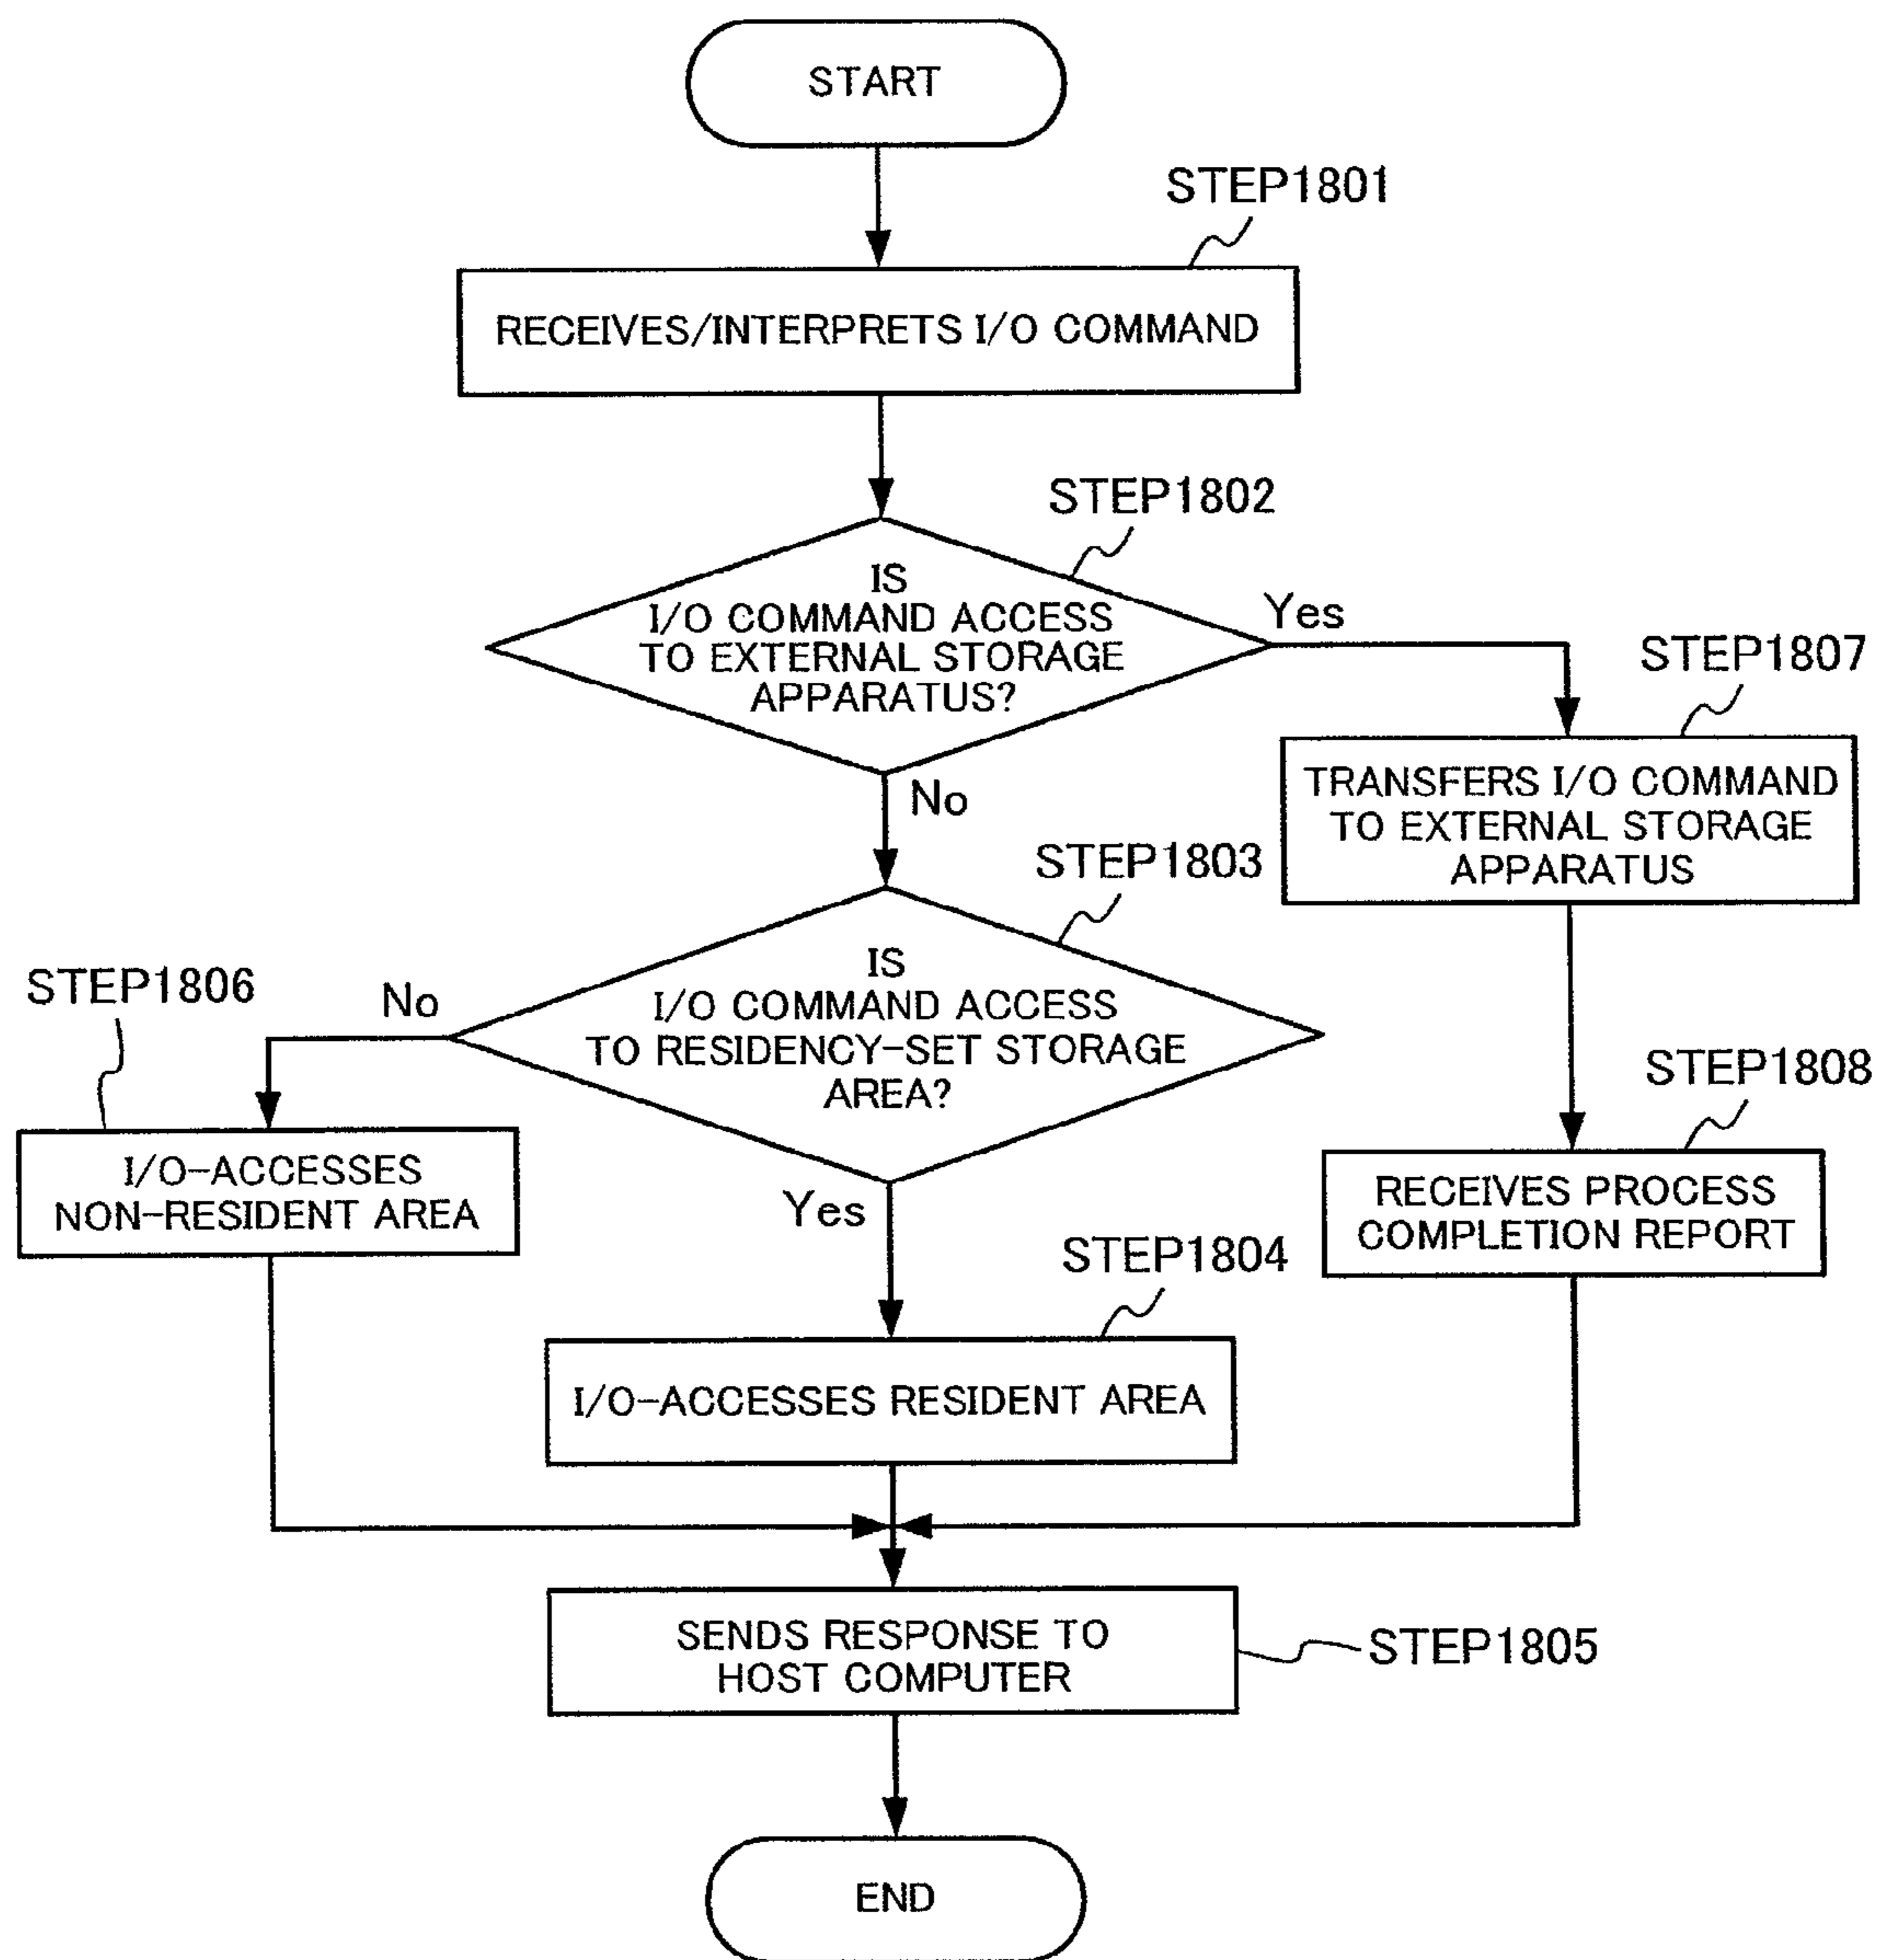 START
STEP1801
RECEIVES/INTERPRETS I/O COMMAND
STEP1802
IS
I/O COMMAND ACCESS
TO EXTERNAL STORAGE
APPARATUS?
Yes
No
STEP1807
TRANSFERS I/O COMMAND
TO EXTERNAL STORAGE
APPARATUS
STEP1803
IS
I/O COMMAND ACCESS
TO RESIDENCY-SET STORAGE
AREA?
No
Yes
STEP1806
I/O-ACCESSES
NON-RESIDENT AREA
STEP1808
RECEIVES PROCESS
COMPLETION REPORT
STEP1804
I/O-ACCESSES RESIDENT AREA
SENDS RESPONSE TO
HOST COMPUTER
STEP1805
END